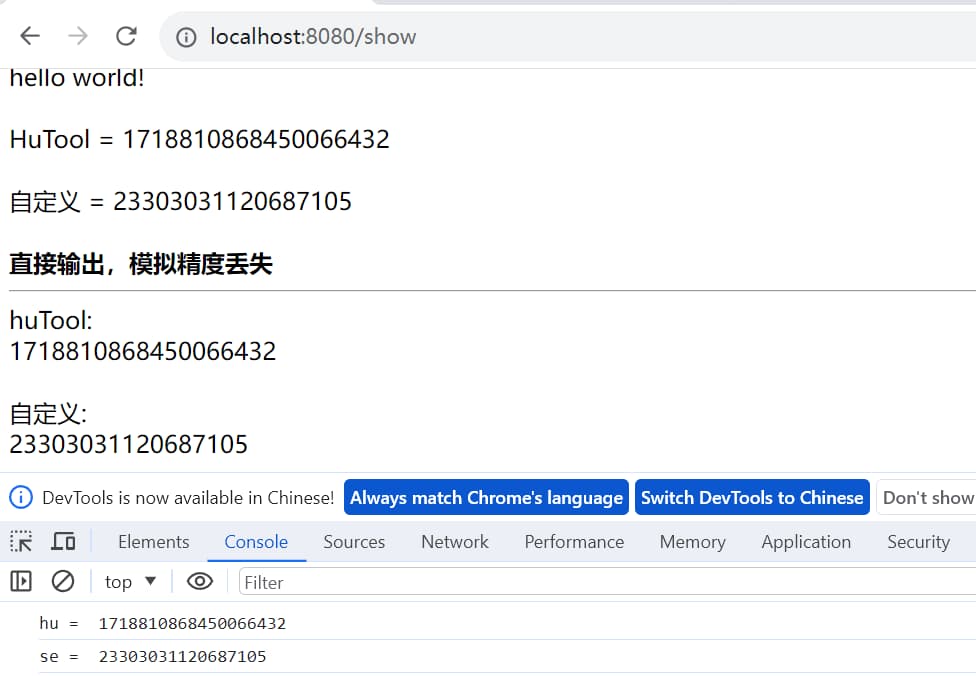 localhost:8080/show
hello world!
HuTool = 1718810868450066432
自定义 = 23303031120687105
直接输出，模拟精度丢失
huTool:
1718810868450066432
自定义:
23303031120687105
DevTools is now available in Chinese! Always match Chrome's language Switch DevTools to Chinese Don't show
Elements Console Sources Network Performance Memory Application Security
top Filter
hu = 1718810868450066432
se = 23303031120687105